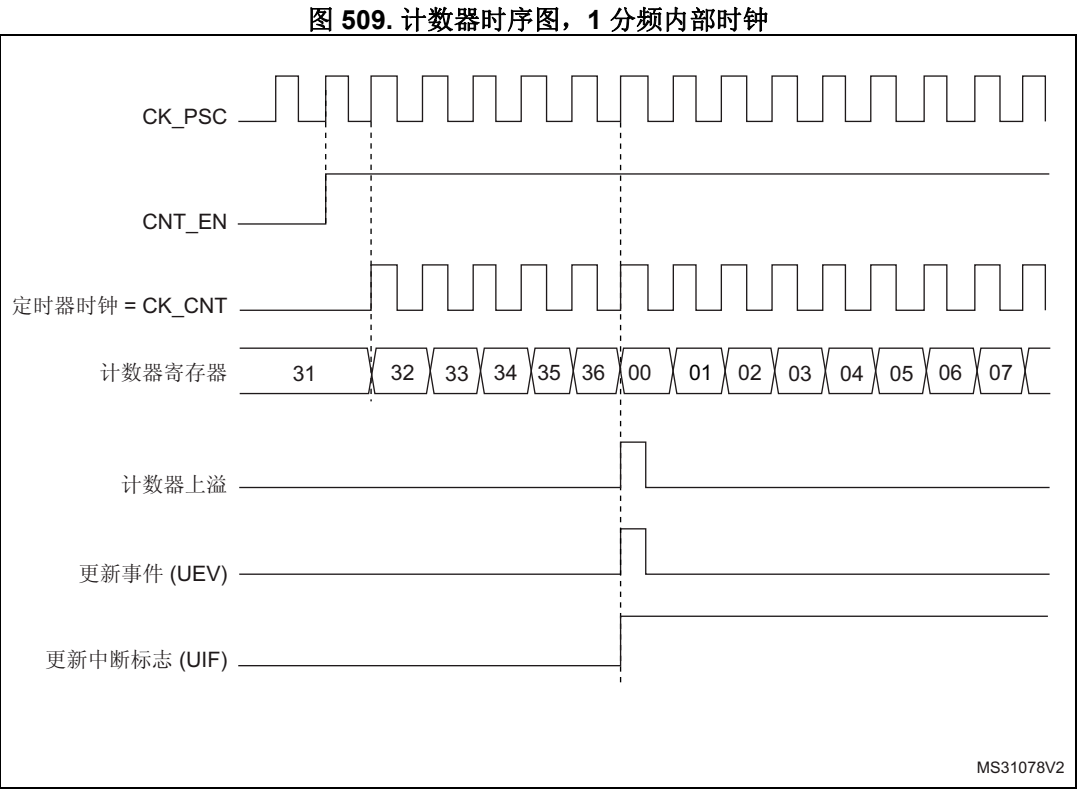 图 509. 计数器时序图，1 分频内部时钟
CK_PSC
CNT_EN
定时器时钟 = CK_CNT
计数器寄存器 31 32 33 34 35 36 00 01 02 03 04 05 06 07
计数器上溢
更新事件 (UEV)
更新中断标志 (UIF)
MS31078V2